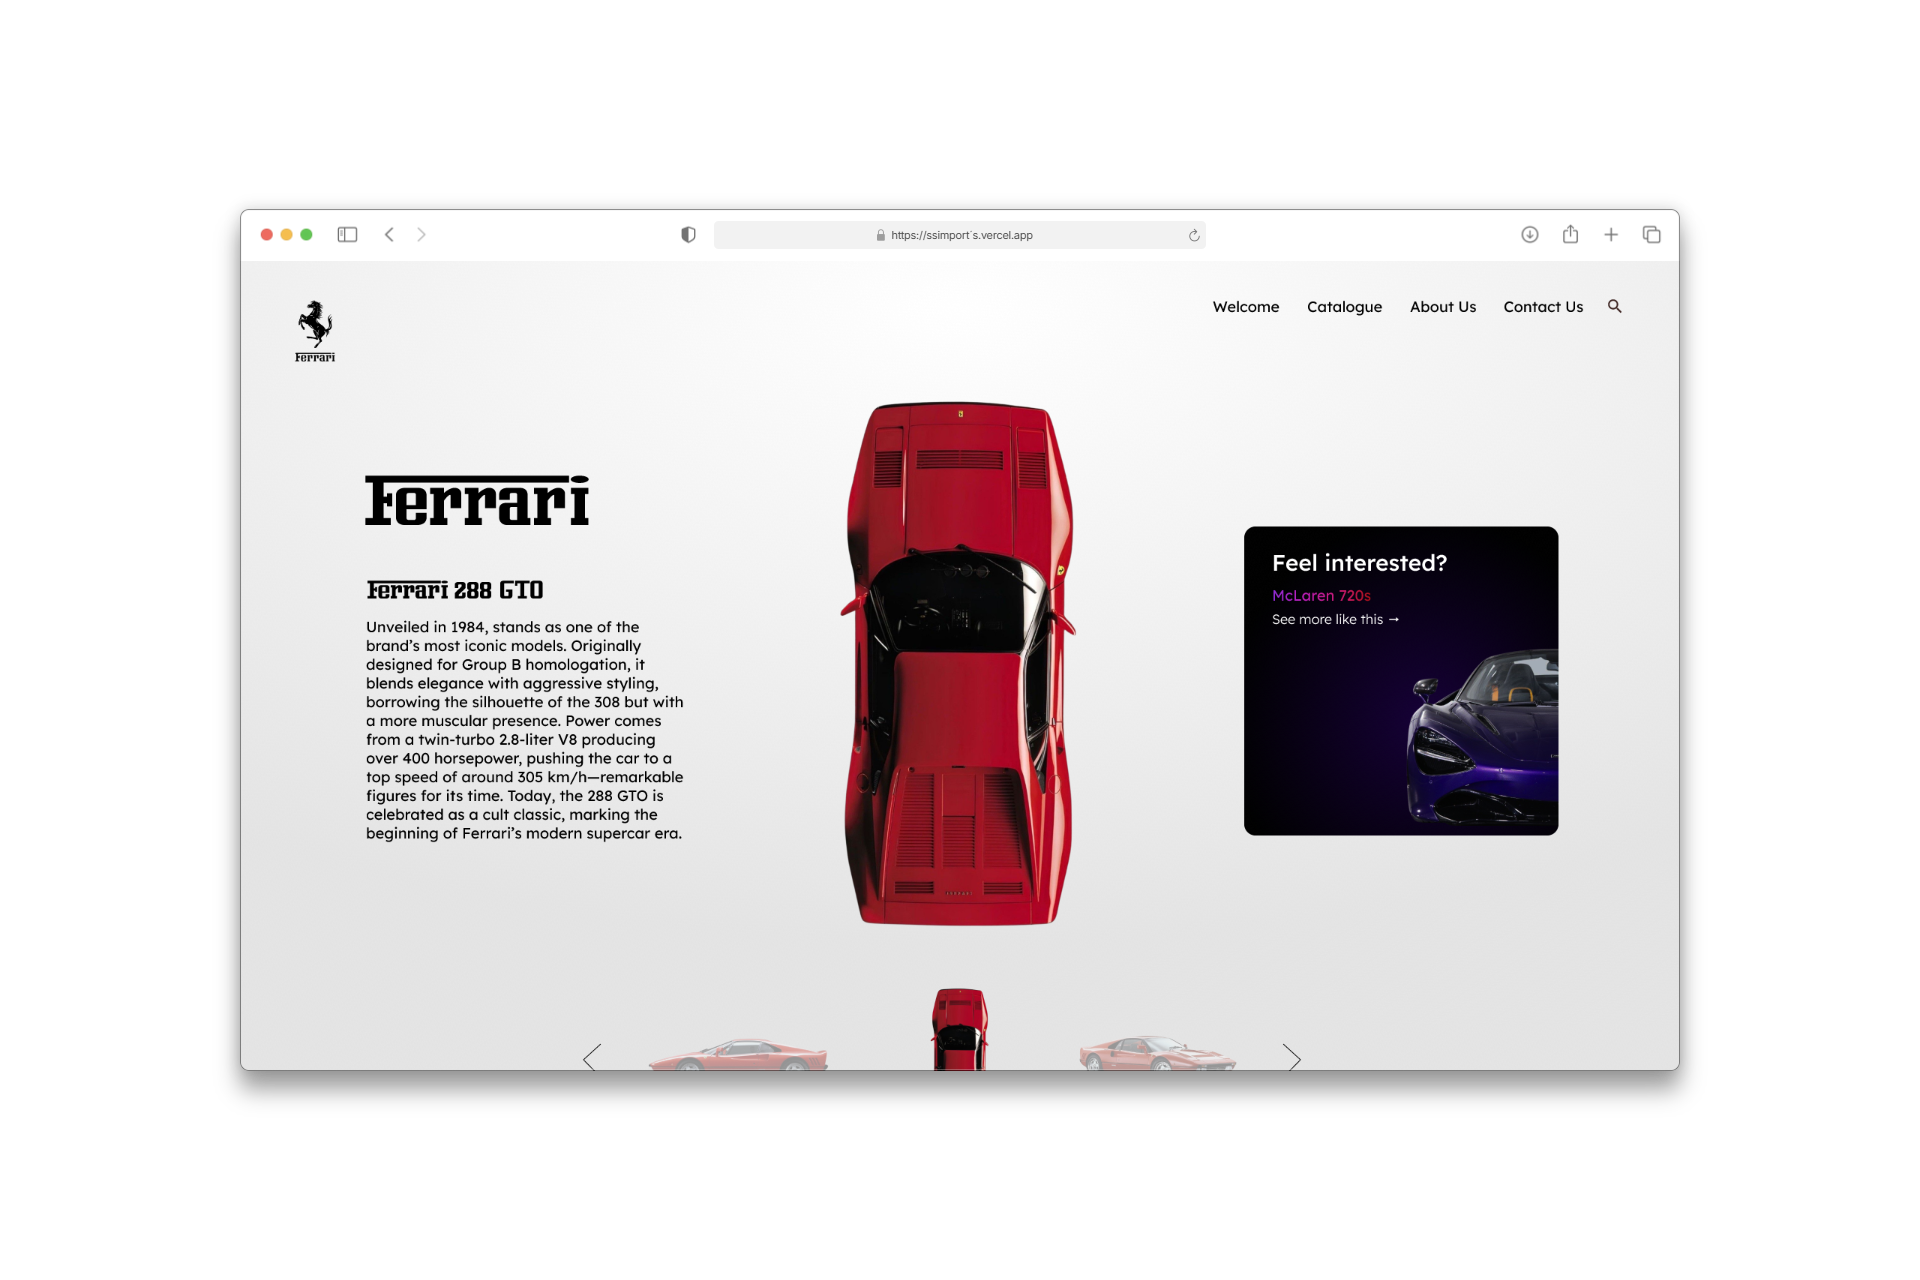 https://ssimport´s.vercel.app
Welcome Catalogue About Us Contact Us
Ferrari
Ferrari
Ferrari 288 GTO
Unveiled in 1984, stands as one of the
brand’s most iconic models. Originally
designed for Group B homologation, it
blends elegance with aggressive styling,
borrowing the silhouette of the 308 but with
a more muscular presence. Power comes
from a twin-turbo 2.8-liter V8 producing
over 400 horsepower, pushing the car to a
top speed of around 305 km/h—remarkable
figures for its time. Today, the 288 GTO is
celebrated as a cult classic, marking the
beginning of Ferrari’s modern supercar era.
Feel interested?
McLaren 720s
See more like this →